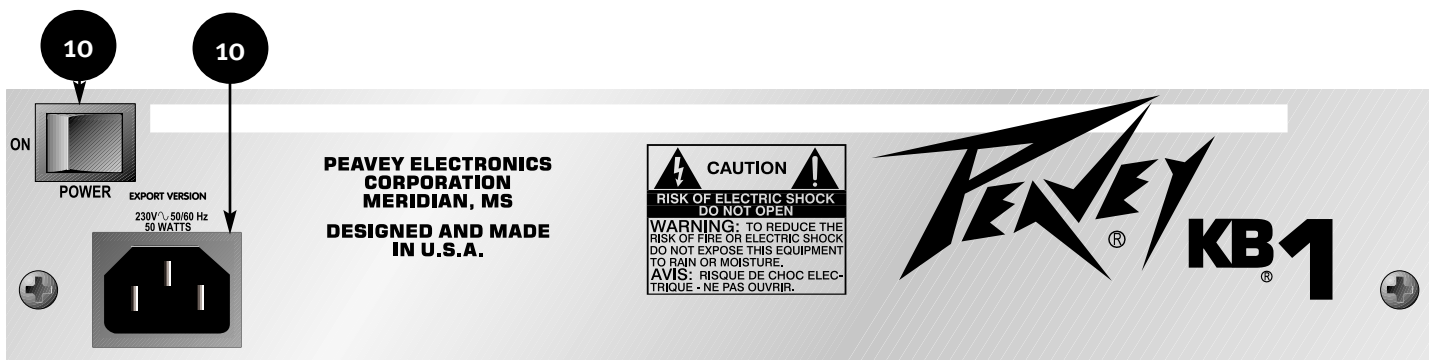 10
10
ON
POWER
EXPORT VERSION
230V∿50/60 Hz
50 WATTS
PEAVEY ELECTRONICS
CORPORATION
MERIDIAN, MS
DESIGNED AND MADE
IN U.S.A.
CAUTION
RISK OF ELECTRIC SHOCK
DO NOT OPEN
WARNING: TO REDUCE THE
RISK OF FIRE OR ELECTRIC SHOCK
DO NOT EXPOSE THIS EQUIPMENT
TO RAIN OR MOISTURE.
AVIS: RISQUE DE CHOC ELEC-
TRIQUE - NE PAS OUVRIR.
PEAVEY®
KB®1